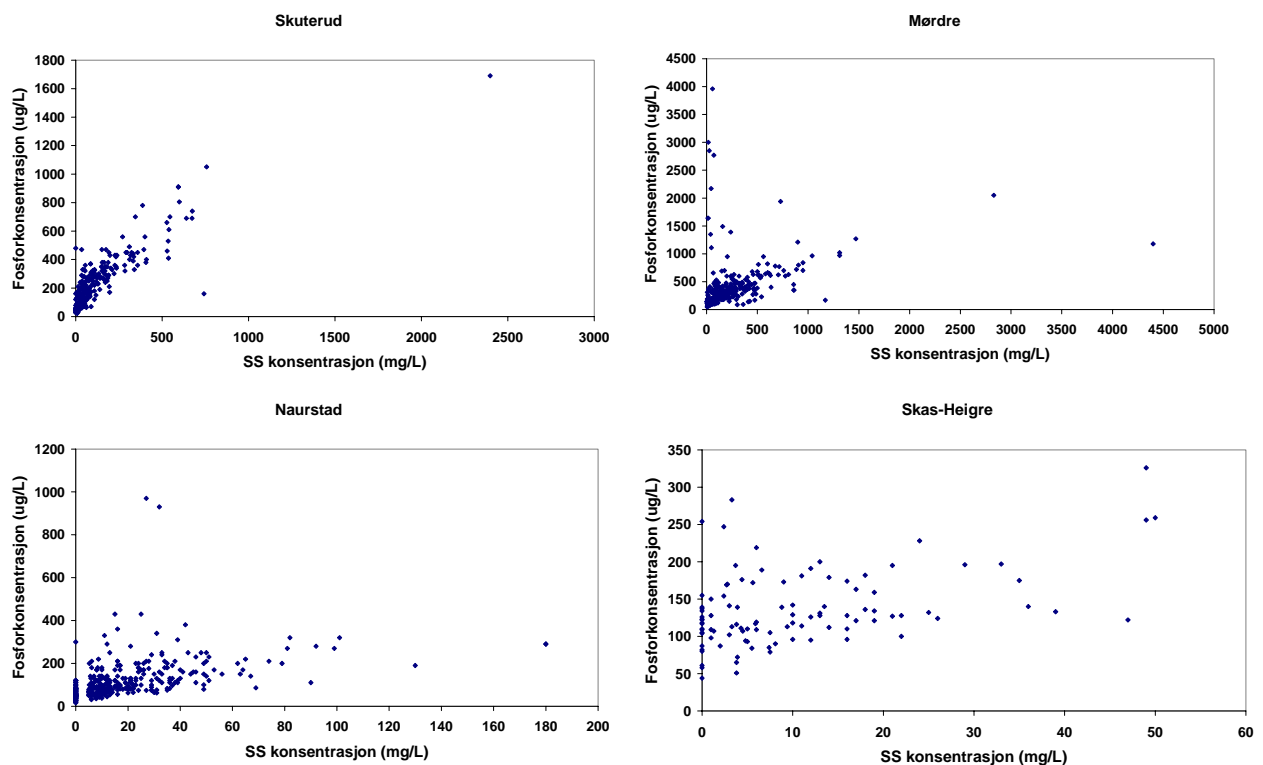 Skuterud
Fosforkonsentrasjon (ug/L)
1800
1600
1400
1200
1000
800
600
400
200
0
0 500 1000 1500 2000 2500 3000
SS konsentrasjon (mg/L)
Mørdre
Fosforkonsentrasjon (ug/L)
4500
4000
3500
3000
2500
2000
1500
1000
500
0
0 500 1000 1500 2000 2500 3000 3500 4000 4500 5000
SS konsentrasjon (mg/L)
Naurstad
Fosforkonsentrasjon (ug/L)
1200
1000
800
600
400
200
0
0 20 40 60 80 100 120 140 160 180 200
SS konsentrasjon (mg/L)
Skas-Heigre
Fosforkonsentrasjon (ug/L)
350
300
250
200
150
100
50
0
0 10 20 30 40 50 60
SS konsentrasjon (mg/L)